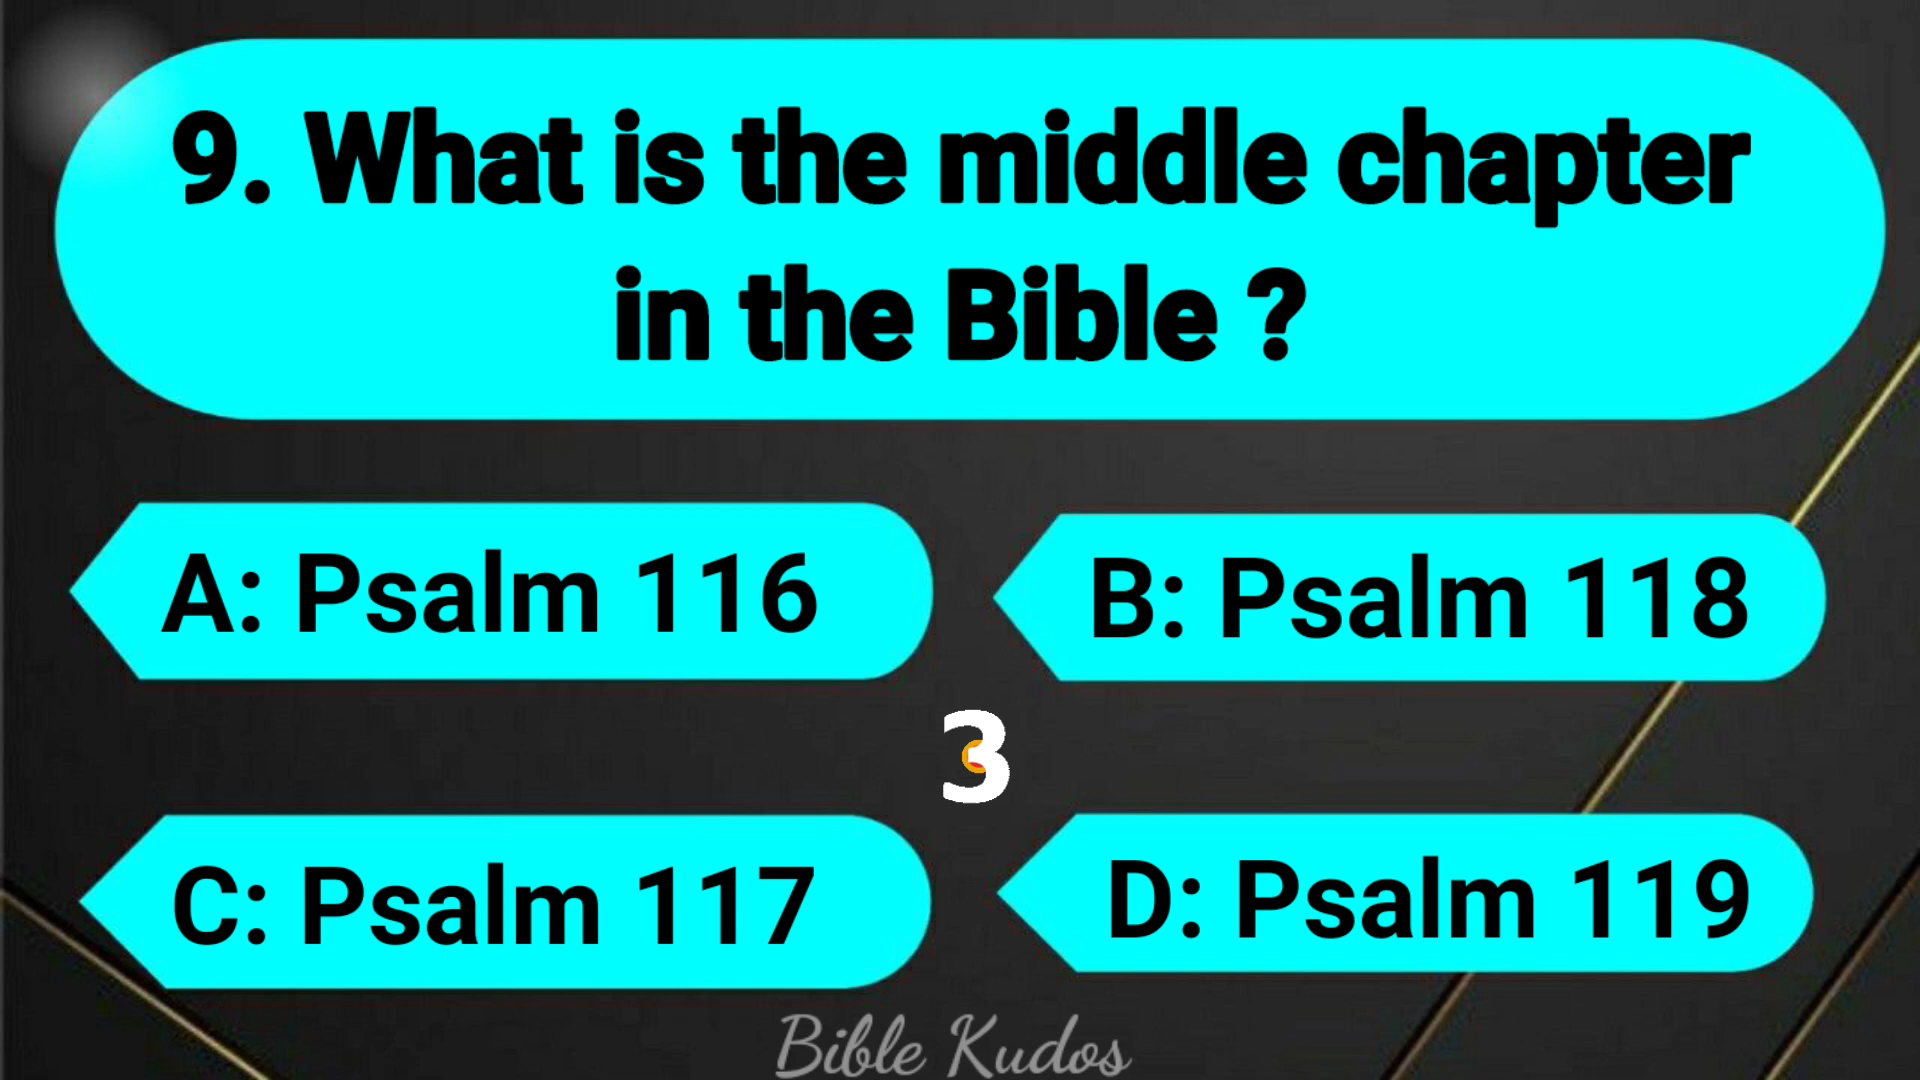 9. What is the middle chapter
in the Bible ?
A: Psalm 116
B: Psalm 118
3
C: Psalm 117
D: Psalm 119
Bible Kudos